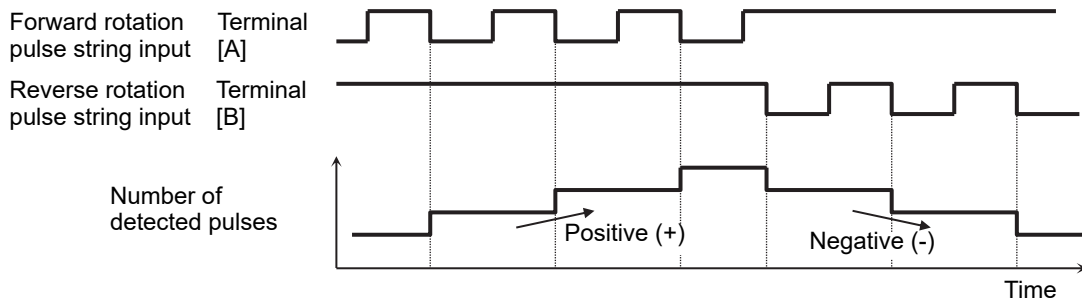 Forward rotation Terminal
pulse string input [A]
Reverse rotation Terminal
pulse string input [B]
Number of
detected pulses
Positive (+)
Negative (-)
Time